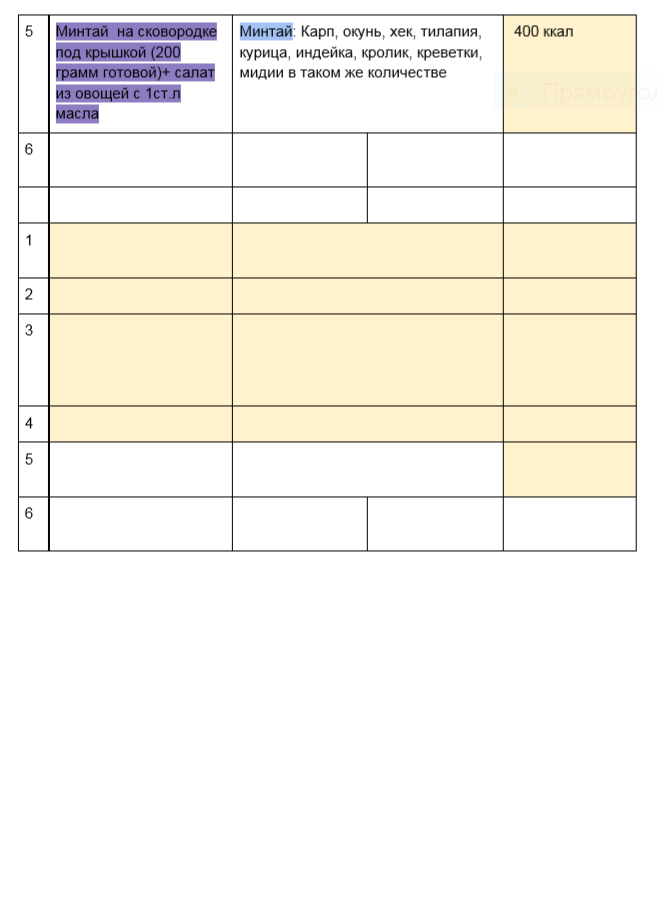 5
Минтай на сковородке
под крышкой (200
грамм готовой)+ салат
из овощей с 1ст.л
масла
Минтай: Карп, окунь, хек, тилапия,
курица, индейка, кролик, креветки,
мидии в таком же количестве
400 ккал
6
1
2
3
4
5
6